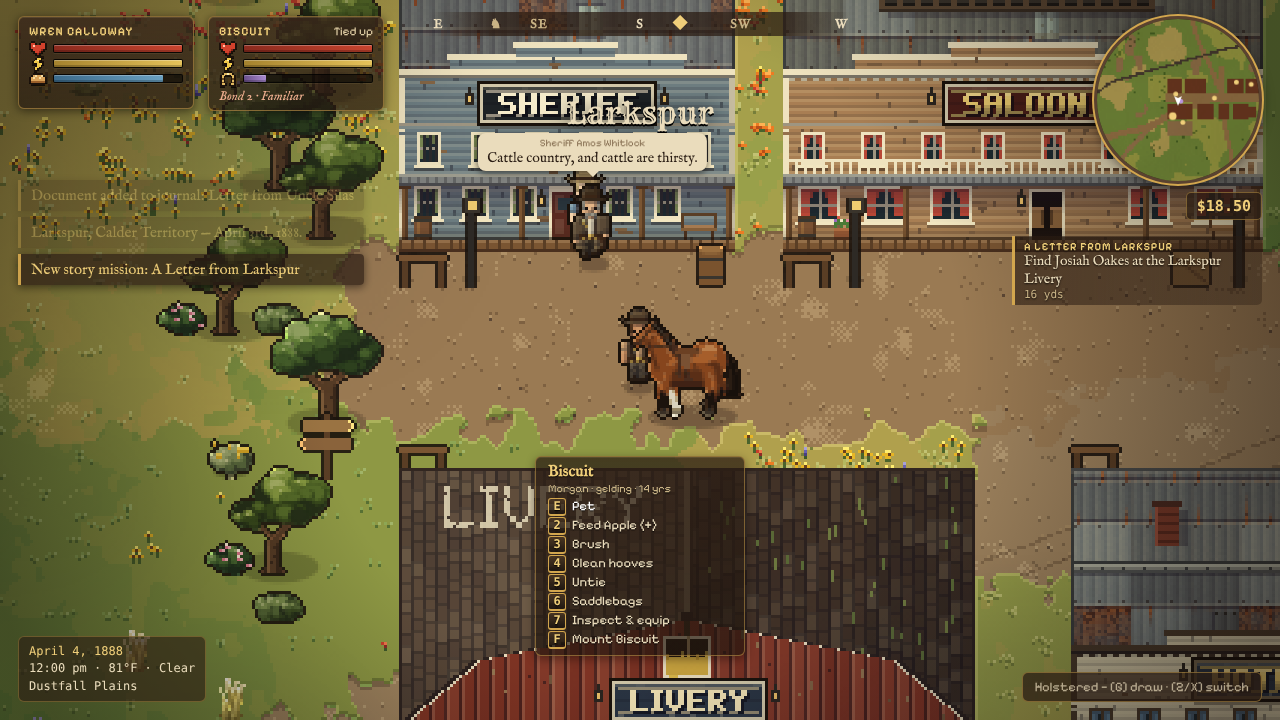 WREN CALLOWAY
BISCUIT
Tied up
Bond 2 · Familiar
E
SE
S
SW
W
SHERIFF
Larkspur
SALOON
Sheriff Amos Whitlook
Cattle country, and cattle are thirsty.
Document added to journal: Letter from Uncle Silas
Larkspur, Calder Territory — April 3rd, 1888.
New story mission: A Letter from Larkspur
$18.50
A LETTER FROM LARKSPUR
Find Josiah Oakes at the Larkspur
Livery
16 yds
LIV
Biscuit
Morgan gelding · 14 yrs
E Pet
2 Feed Apple (+)
3 Brush
4 Clean hooves
5 Untie
6 Saddlebags
7 Inspect & equip
F Mount Biscuit
LIVERY
April 4, 1888
12:00 pm · 81°F · Clear
Dustfall Plains
Holstered – (G) draw · (Z/X) switch